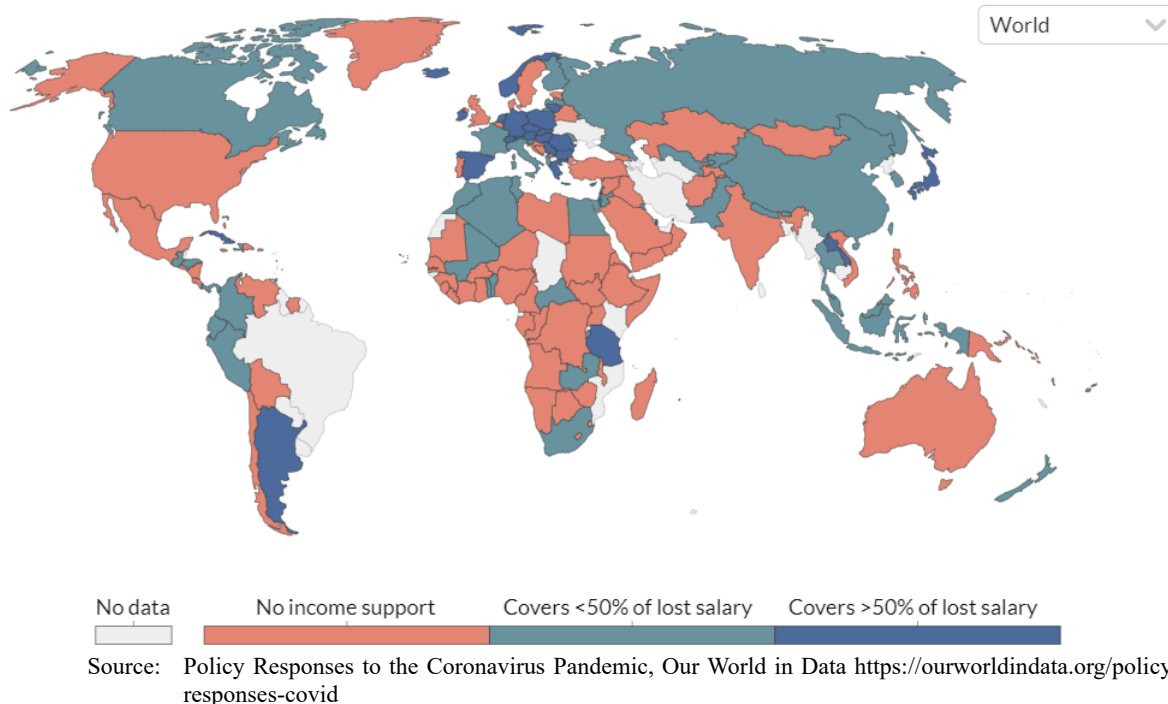 World
No data
No income support
Covers <50% of lost salary
Covers >50% of lost salary
Source: Policy Responses to the Coronavirus Pandemic, Our World in Data https://ourworldindata.org/policy
responses-covid